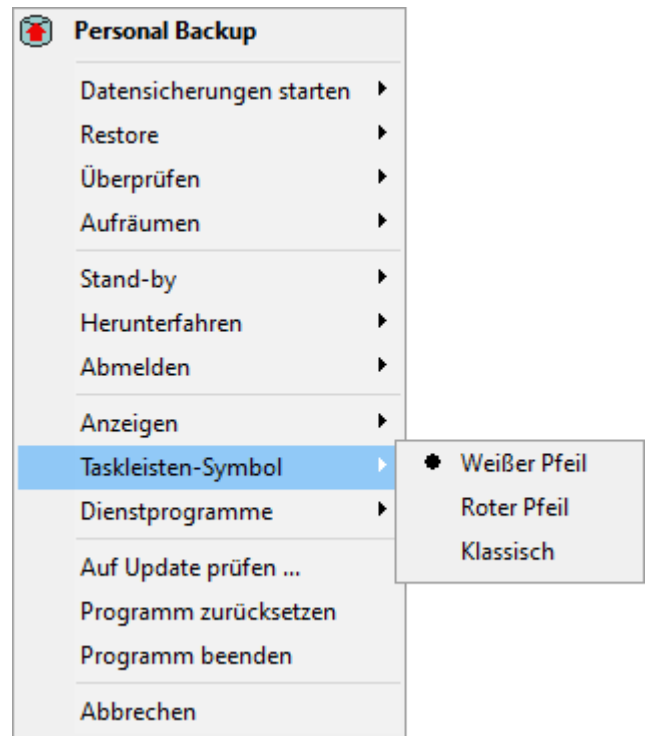 Personal Backup
Datensicherungen starten
Restore
Überprüfen
Aufräumen
Stand-by
Herunterfahren
Abmelden
Anzeigen
Taskleisten-Symbol
Dienstprogramme
Auf Update prüfen ...
Programm zurücksetzen
Programm beenden
Abbrechen
Weißer Pfeil
Roter Pfeil
Klassisch